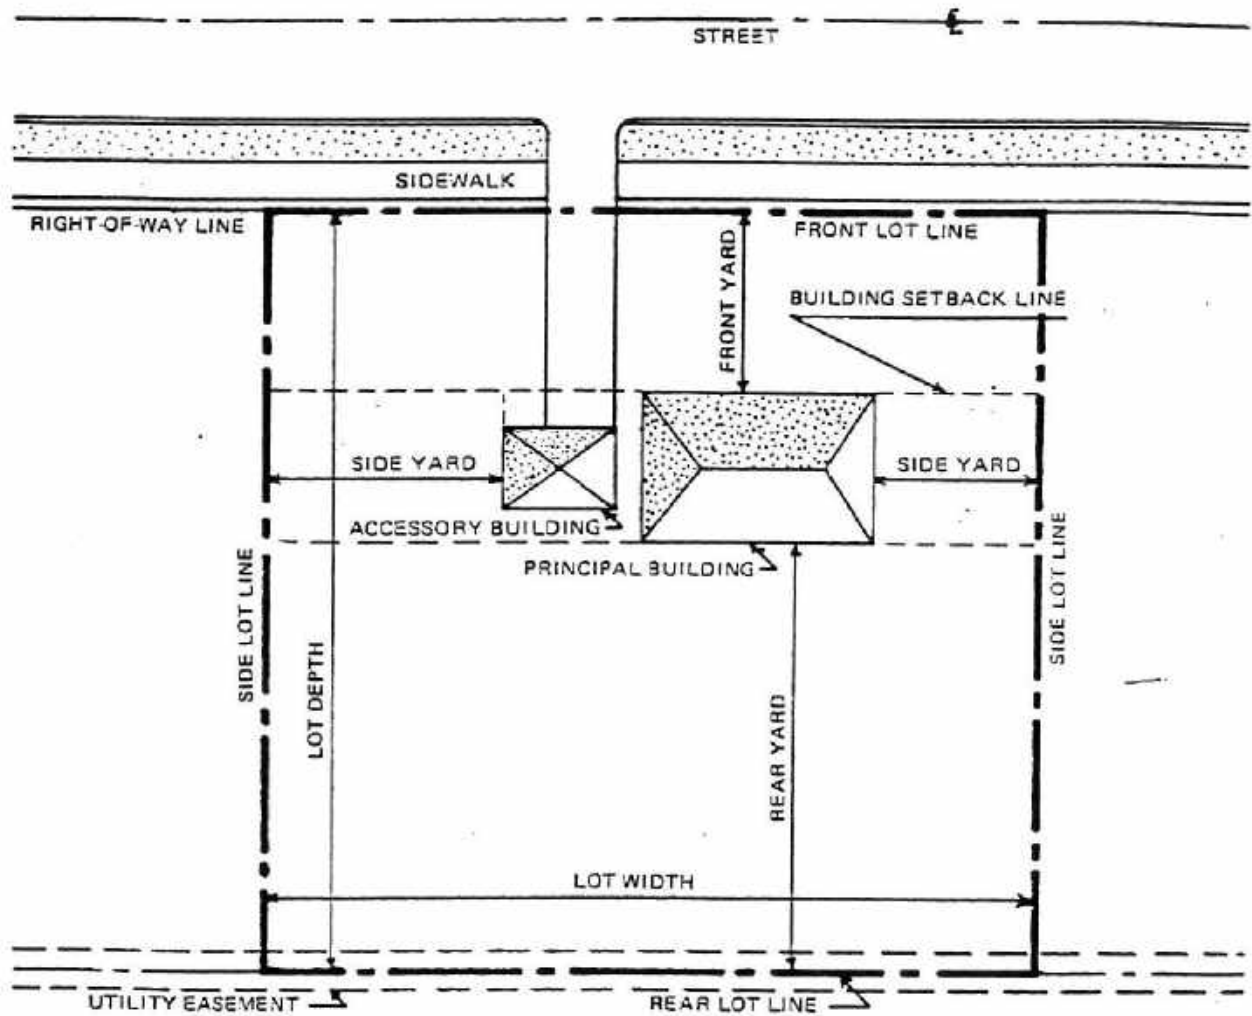 ℄
STREET
SIDEWALK
RIGHT-OF-WAY LINE
FRONT LOT LINE
FRONT YARD
BUILDING SETBACK LINE
SIDE YARD
SIDE YARD
ACCESSORY BUILDING
PRINCIPAL BUILDING
SIDE LOT LINE
LOT DEPTH
REAR YARD
SIDE LOT LINE
LOT WIDTH
UTILITY EASEMENT
REAR LOT LINE